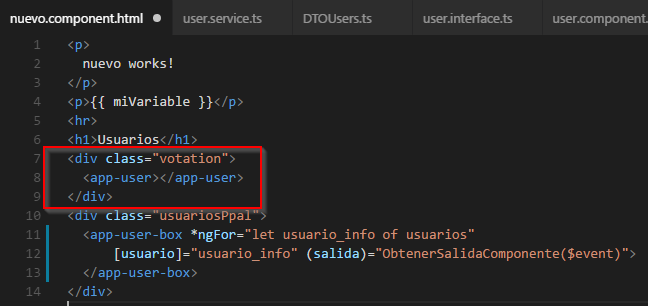 nuevo.component.html ● user.service.ts DTOUsers.ts user.interface.ts user.component.
1 <p>
2 nuevo works!
3 </p>
4 <p>{{ miVariable }}</p>
5 <hr>
6 <h1>Usuarios</h1>
7 <div class="votation">
8 <app-user></app-user>
9 </div>
10 <div class="usuariosPpal">
11 <app-user-box *ngFor="let usuario_info of usuarios"
12 [usuario]="usuario_info" (salida)="ObtenerSalidaComponente($event)">
13 </app-user-box>
14 </div>